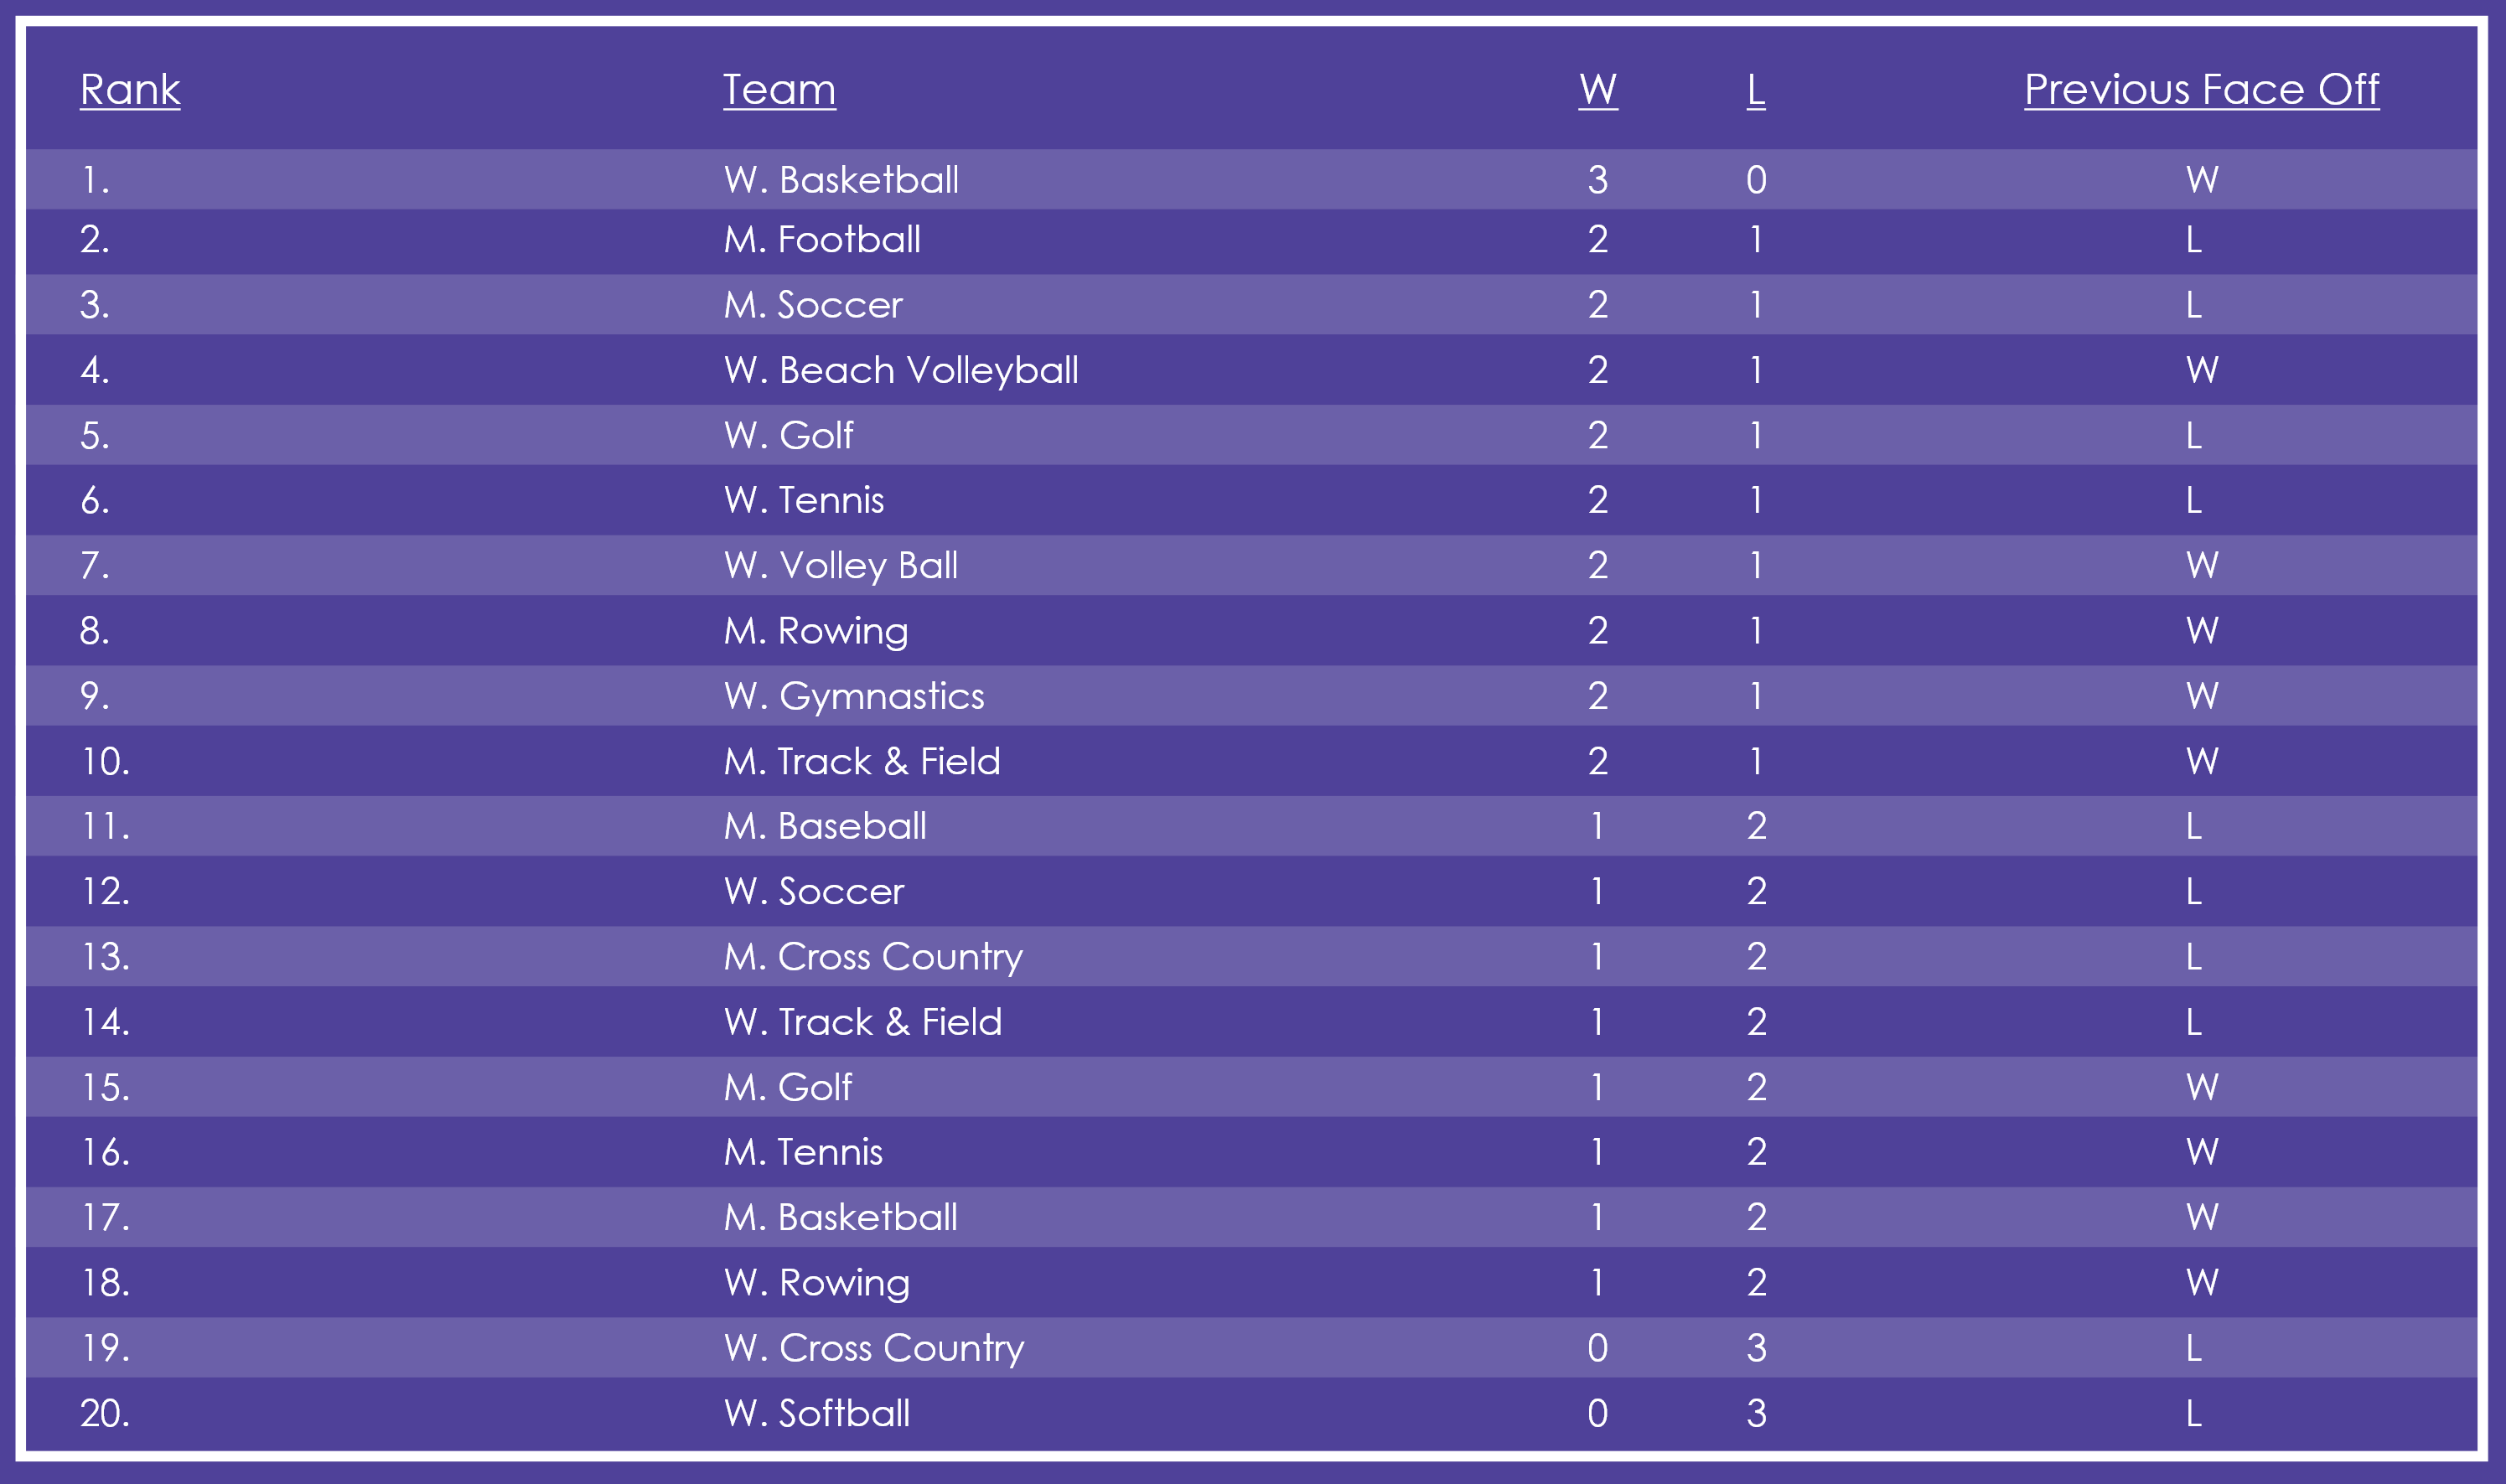 Rank Team W L Previous Face Off
1. W. Basketball 3 0 W
2. M. Football 2 1 L
3. M. Soccer 2 1 L
4. W. Beach Volleyball 2 1 W
5. W. Golf 2 1 L
6. W. Tennis 2 1 L
7. W. Volley Ball 2 1 W
8. M. Rowing 2 1 W
9. W. Gymnastics 2 1 W
10. M. Track & Field 2 1 W
11. M. Baseball 1 2 L
12. W. Soccer 1 2 L
13. M. Cross Country 1 2 L
14. W. Track & Field 1 2 L
15. M. Golf 1 2 W
16. M. Tennis 1 2 W
17. M. Basketball 1 2 W
18. W. Rowing 1 2 W
19. W. Cross Country 0 3 L
20. W. Softball 0 3 L